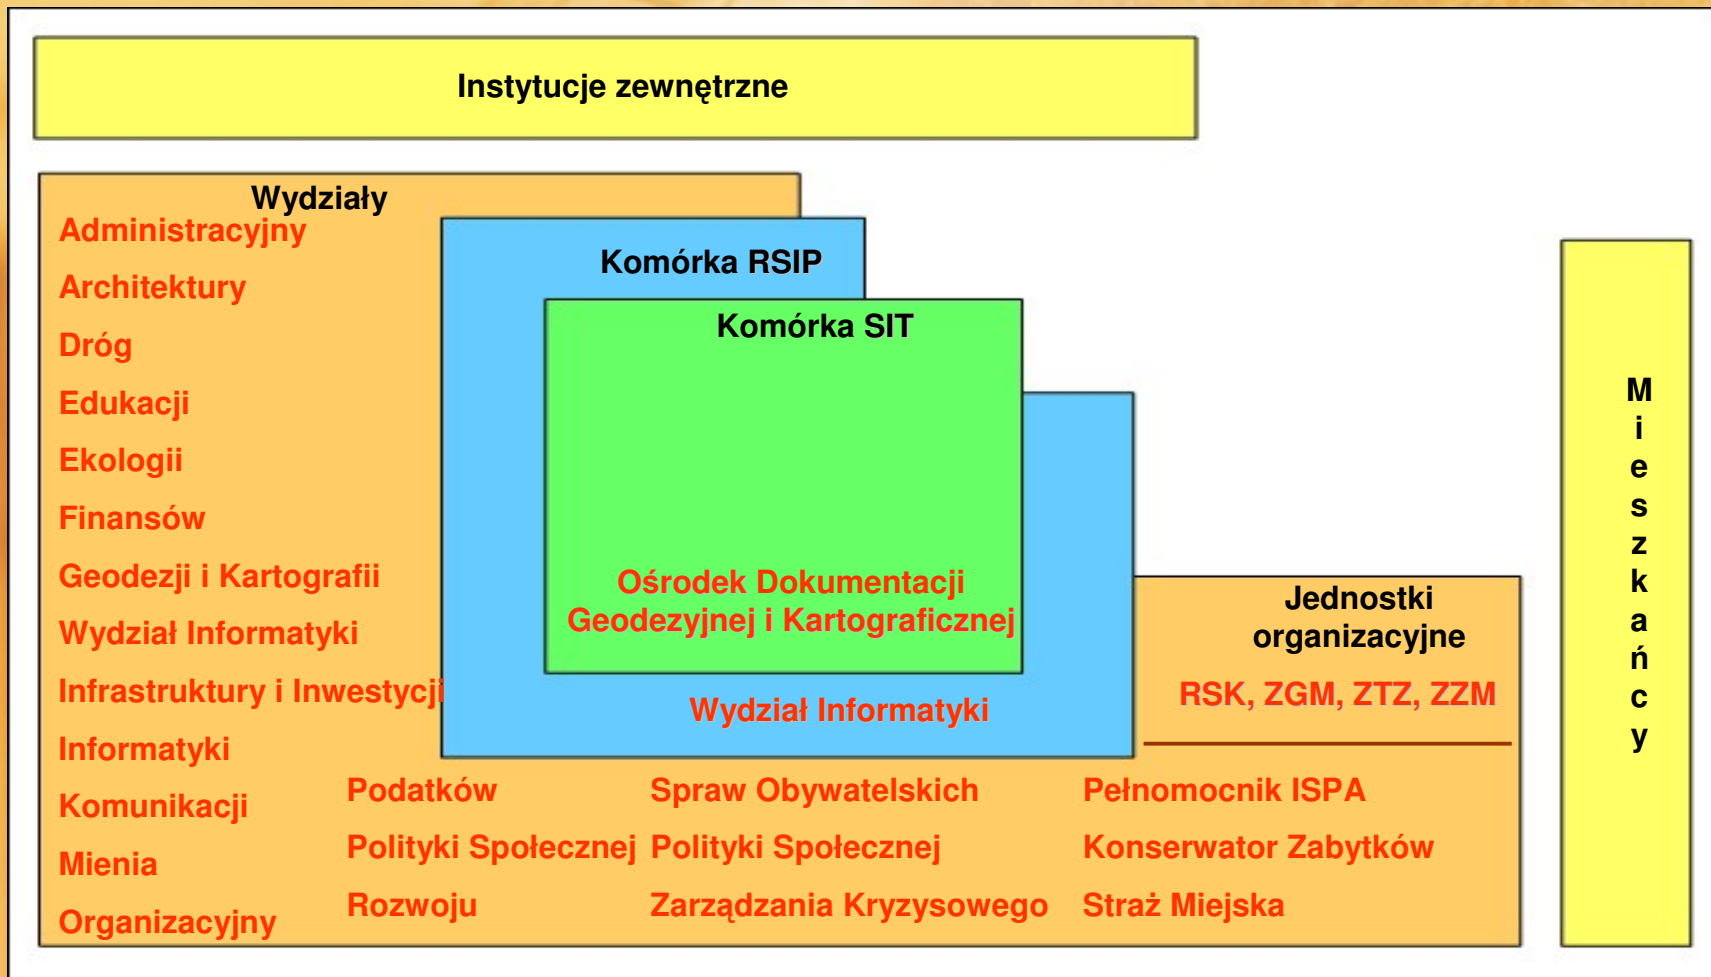 Instytucje zewnętrzne
Wydziały
Administracyjny
Architektury
Dróg
Edukacji
Ekologii
Finansów
Geodezji i Kartografii
Wydział Informatyki
Infrastruktury i Inwestycji
Informatyki
Komunikacji
Mienia
Organizacyjny
Podatków
Polityki Społecznej
Rozwoju
Spraw Obywatelskich
Polityki Społecznej
Zarządzania Kryzysowego
Pełnomocnik ISPA
Konserwator Zabytków
Straż Miejska
Komórka RSIP
Komórka SIT
Ośrodek Dokumentacji
Geodezyjnej i Kartograficznej
Wydział Informatyki
Jednostki
organizacyjne
RSK, ZGM, ZTZ, ZZM
M
i
e
s
z
k
a
ń
c
y